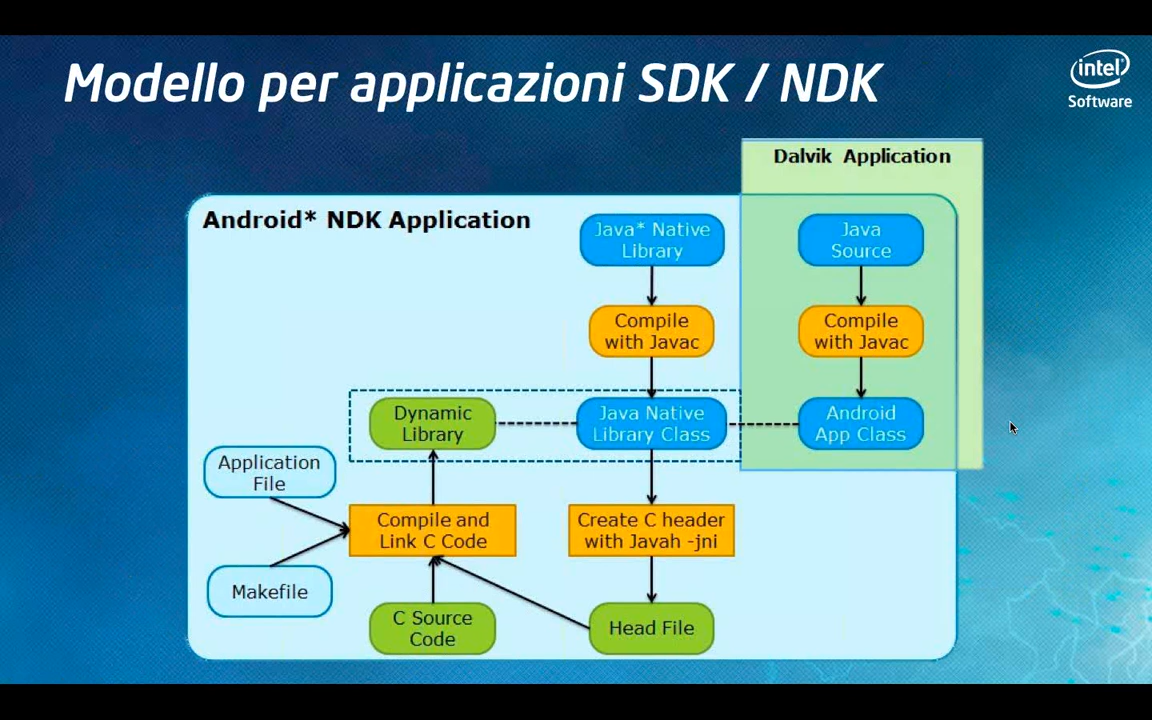 Modello per applicazioni SDK / NDK
intel
Software
Dalvik Application
Android* NDK Application
Java* Native
Library
Java
Source
Compile
with Javac
Compile
with Javac
Dynamic
Library
Java Native
Library Class
Android
App Class
Application
File
Compile and
Link C Code
Create C header
with Javah -jni
Makefile
C Source
Code
Head File